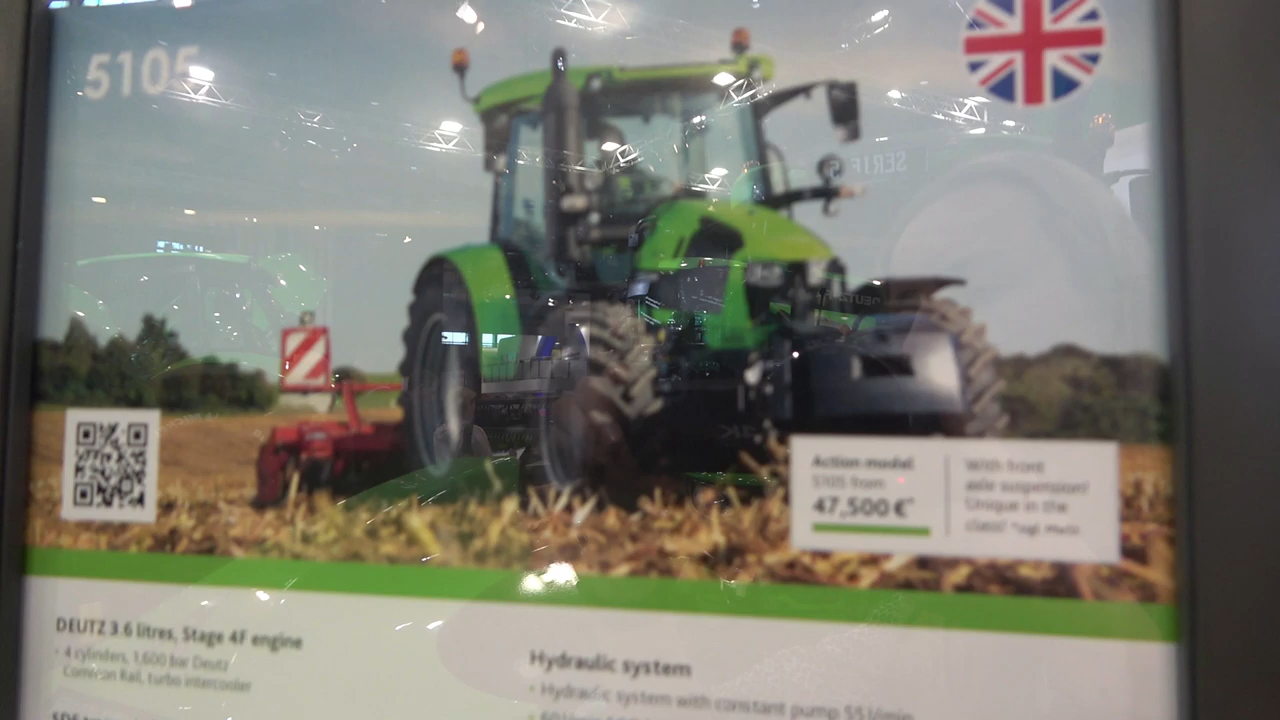 5105
Action model
5105 from
47,500 €*
With front
axle suspension!
Unique in the
class! *zzgl. MwSt.
DEUTZ 3.6 litres, Stage 4F engine
• 4 cylinders, 1,600 bar Deutz
Common Rail, turbo intercooler
Hydraulic system
• Hydraulic system with constant pump 55 l/min